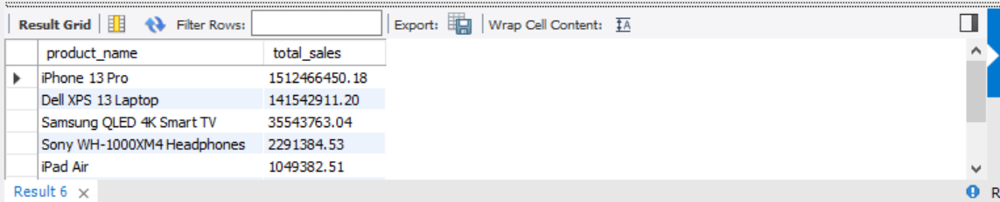 Result Grid Filter Rows: Export: Wrap Cell Content: IA
product_name total_sales
iPhone 13 Pro 1512466450.18
Dell XPS 13 Laptop 141542911.20
Samsung QLED 4K Smart TV 35543763.04
Sony WH-1000XM4 Headphones 2291384.53
iPad Air 1049382.51
Result 6 R